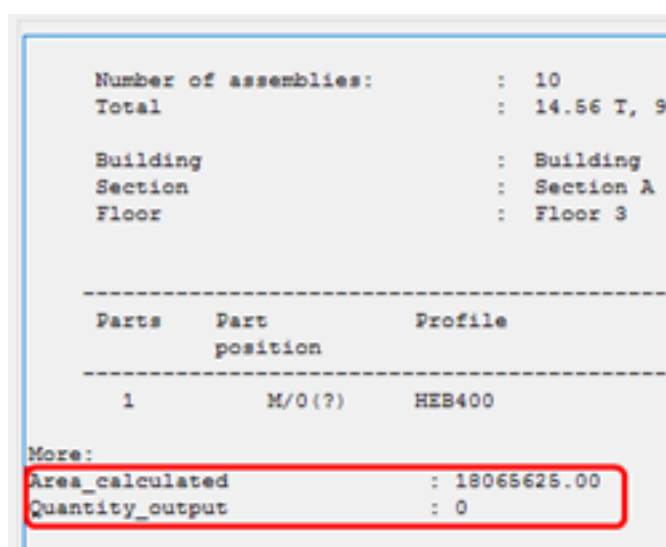 Number of assemblies: : 10
Total : 14.56 T, 9
Building : Building
Section : Section A
Floor : Floor 3
--------------------------------------------
Parts Part Profile
position
--------------------------------------------
1 M/0(?) HEB400
More:
Area_calculated : 18065625.00
Quantity_output : 0